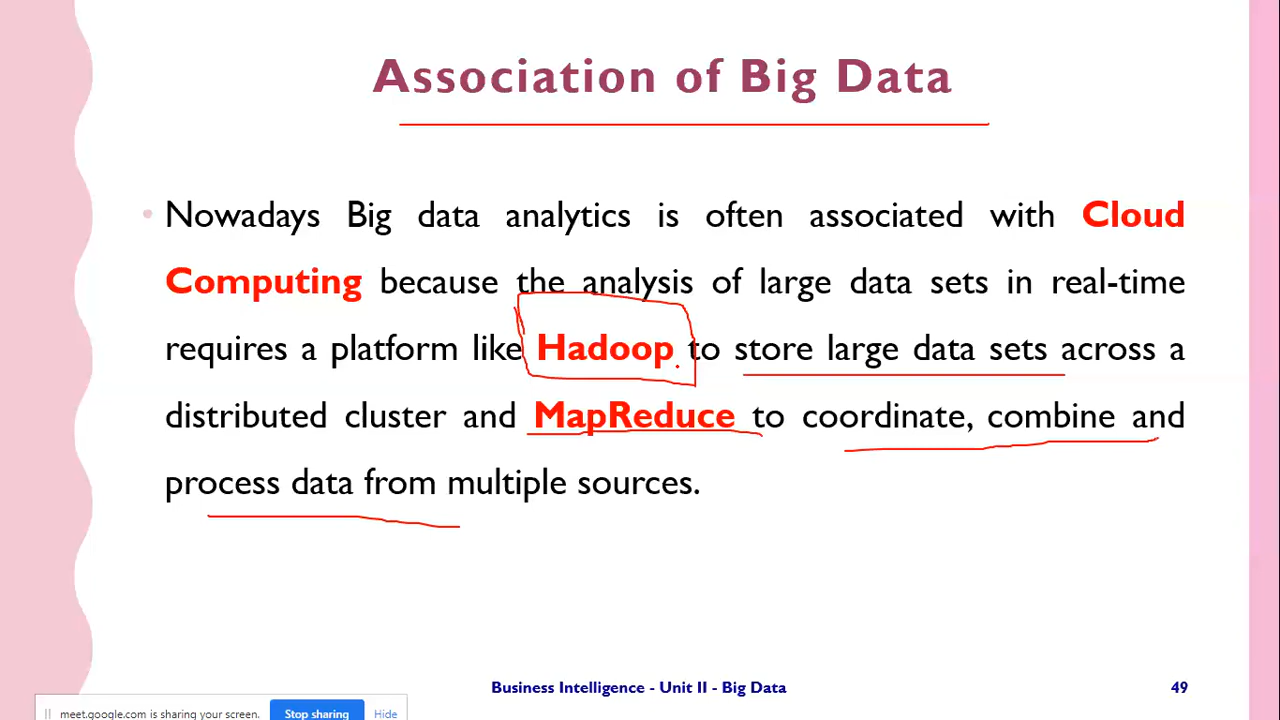 Association of Big Data
• Nowadays Big data analytics is often associated with Cloud
Computing because the analysis of large data sets in real-time
requires a platform like Hadoop to store large data sets across a
distributed cluster and MapReduce to coordinate, combine and
process data from multiple sources.
Business Intelligence - Unit II - Big Data
49
meet.google.com is sharing your screen.
Stop sharing
Hide